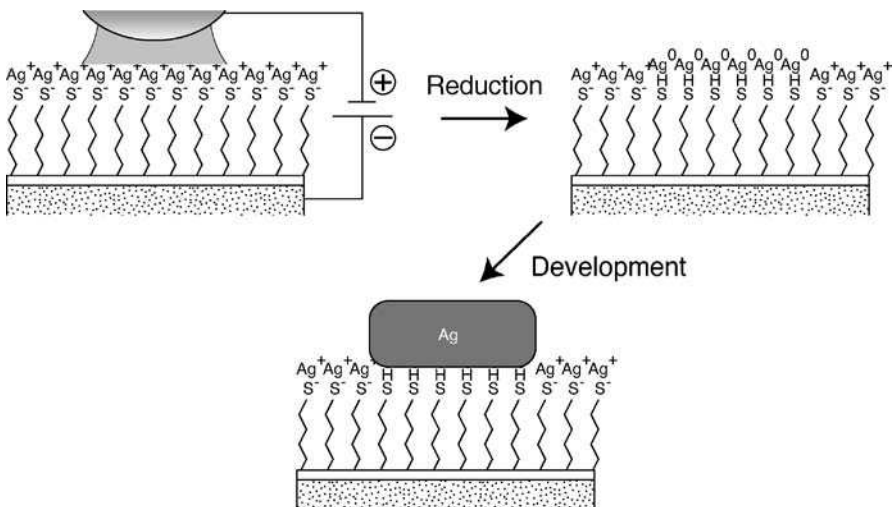 Ag⁺Ag⁺Ag⁺Ag⁺Ag⁺Ag⁺Ag⁺Ag⁺Ag⁺Ag⁺Ag⁺Ag⁺
S⁻ S⁻ S⁻ S⁻ S⁻ S⁻ S⁻ S⁻ S⁻ S⁻ S⁻ S⁻
+
−
Reduction
Ag⁺Ag⁺Ag⁺Ag⁰Ag⁰Ag⁰Ag⁰Ag⁰Ag⁰Ag⁺Ag⁺Ag⁺
H H H H H H
S⁻ S⁻ S⁻ S S S S S S S⁻ S⁻ S⁻
Development
Ag
Ag⁺Ag⁺Ag⁺ H H H H H H Ag⁺Ag⁺Ag⁺
S⁻ S⁻ S⁻ S S S S S S S⁻ S⁻ S⁻